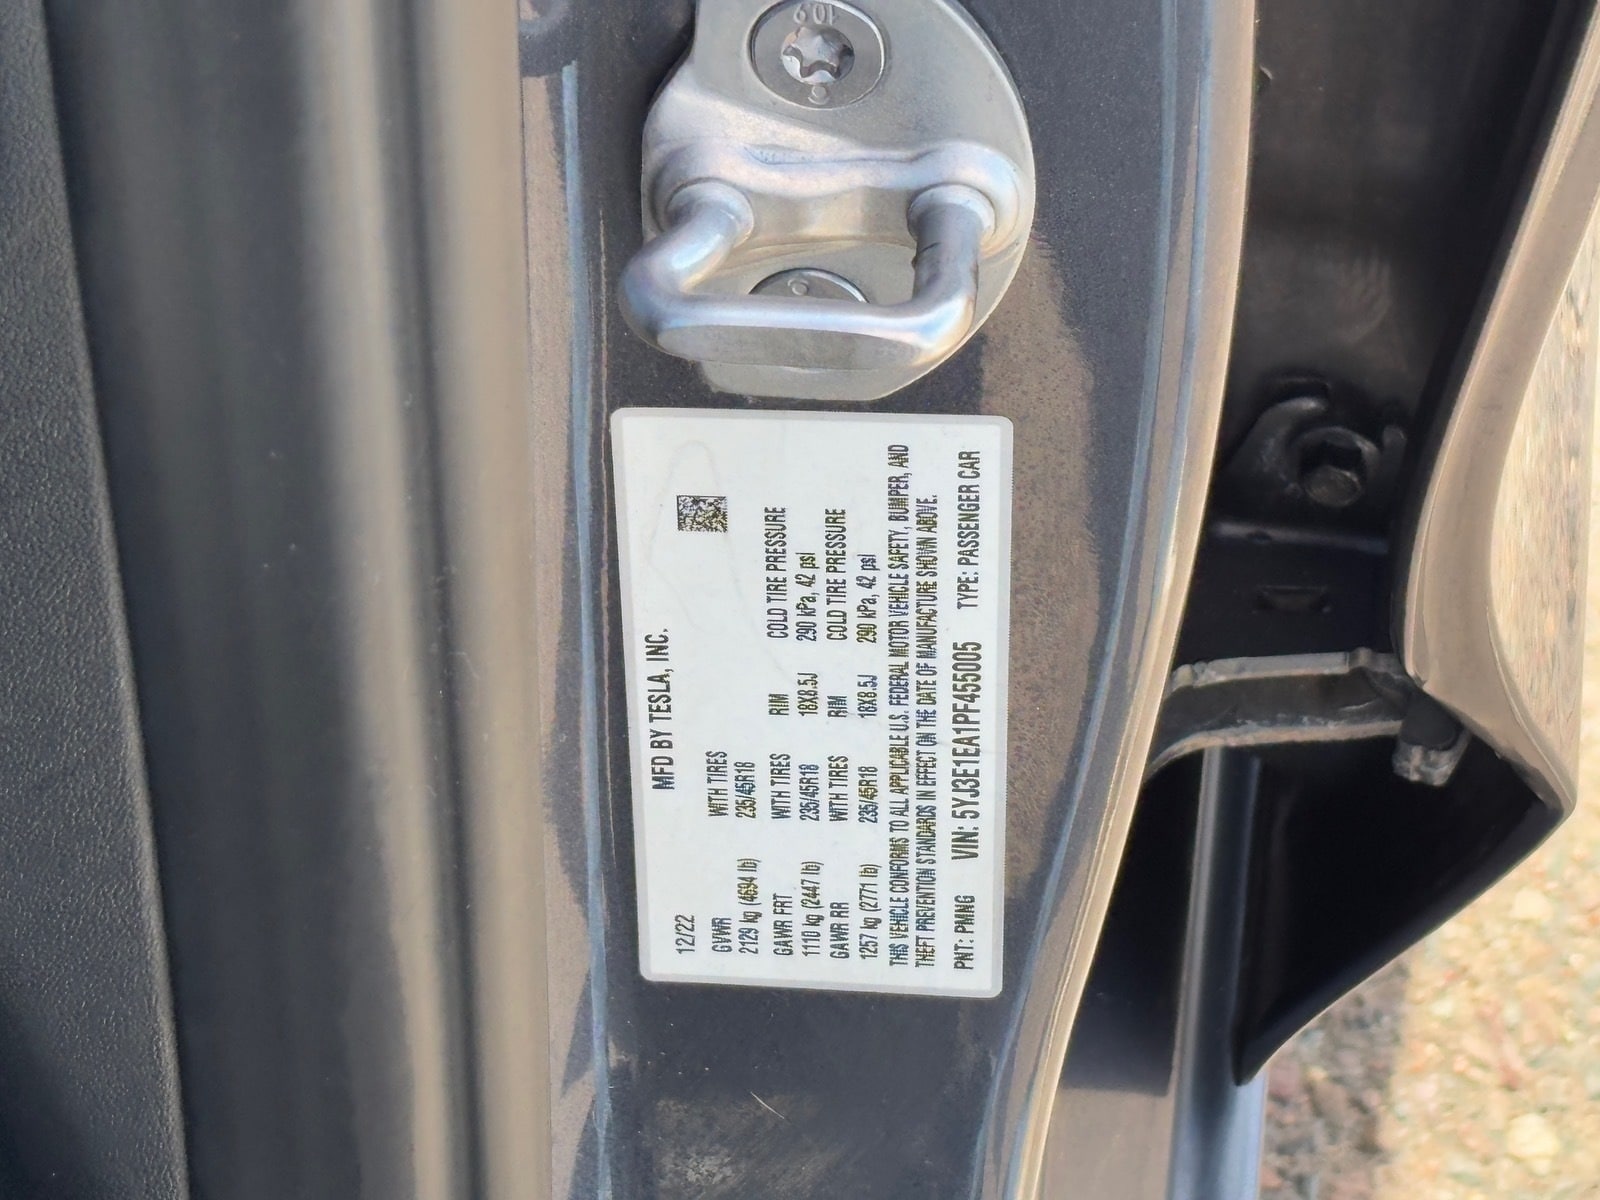 10.9
MFD BY TESLA, INC.
12/22
GVWR WITH TIRES
2129 kg (4694 lb) 235/45R18
GAWR FRT WITH TIRES RIM COLD TIRE PRESSURE
1110 kg (2447 lb) 235/45R18 18X8.5J 290 kPa, 42 psi
GAWR RR WITH TIRES RIM COLD TIRE PRESSURE
1257 kg (2771 lb) 235/45R18 18X8.5J 290 kPa, 42 psi
THIS VEHICLE CONFORMS TO ALL APPLICABLE U.S. FEDERAL MOTOR VEHICLE SAFETY, BUMPER, AND
THEFT PREVENTION STANDARDS IN EFFECT ON THE DATE OF MANUFACTURE SHOWN ABOVE.
PNT: PMNG VIN: 5YJ3E1EA1PF455005 TYPE: PASSENGER CAR